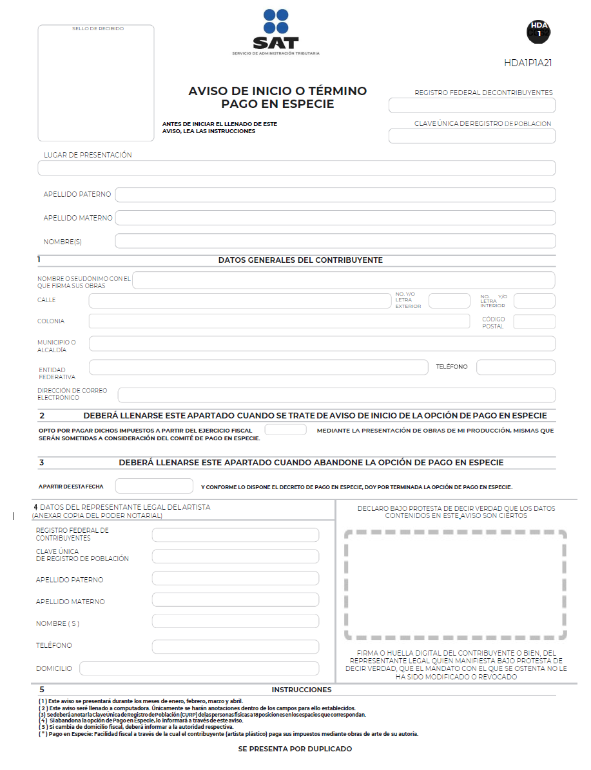 SELLO DE RECIBIDO
SAT
SERVICIO DE ADMINISTRACIÓN TRIBUTARIA
HDA
1
HDA1P1A21
AVISO DE INICIO O TÉRMINO
PAGO EN ESPECIE
REGISTRO FEDERAL DECONTRIBUYENTES
ANTES DE INICIAR EL LLENADO DE ESTE
AVISO, LEA LAS INSTRUCCIONES
CLAVE ÚNICA DE REGISTRO DE POBLACIÓN
LUGAR DE PRESENTACIÓN
APELLIDO PATERNO
APELLIDO MATERNO
NOMBRE(S)
1 DATOS GENERALES DEL CONTRIBUYENTE
NOMBRE O SEUDÓNIMO CON EL
QUE FIRMA SUS OBRAS
CALLE
NO. Y/O
LETRA
EXTERIOR
NO. Y/O
LETRA
INTERIOR
COLONIA
CÓDIGO
POSTAL
MUNICIPIO O
ALCALDÍA
ENTIDAD
FEDERATIVA
TELÉFONO
DIRECCIÓN DE CORREO
ELECTRÓNICO
2 DEBERÁ LLENARSE ESTE APARTADO CUANDO SE TRATE DE AVISO DE INICIO DE LA OPCIÓN DE PAGO EN ESPECIE
OPTO POR PAGAR DICHOS IMPUESTOS A PARTIR DEL EJERCICIO FISCAL MEDIANTE LA PRESENTACIÓN DE OBRAS DE MI PRODUCCIÓN, MISMAS QUE
SERÁN SOMETIDAS A CONSIDERACIÓN DEL COMITÉ DE PAGO EN ESPECIE.
3 DEBERÁ LLENARSE ESTE APARTADO CUANDO ABANDONE LA OPCIÓN DE PAGO EN ESPECIE
A PARTIR DE ESTA FECHA Y CONFORME LO DISPONE EL DECRETO DE PAGO EN ESPECIE, DOY POR TERMINADA LA OPCIÓN DE PAGO EN ESPECIE.
4 DATOS DEL REPRESENTANTE LEGAL DEL ARTISTA
(ANEXAR COPIA DEL PODER NOTARIAL)
DECLARO BAJO PROTESTA DE DECIR VERDAD QUE LOS DATOS
CONTENIDOS EN ESTE AVISO SON CIERTOS
REGISTRO FEDERAL DE
CONTRIBUYENTES
CLAVE ÚNICA
DE REGISTRO DE POBLACIÓN
APELLIDO PATERNO
APELLIDO MATERNO
NOMBRE ( S )
TELÉFONO
DOMICILIO
FIRMA O HUELLA DIGITAL DEL CONTRIBUYENTE O BIEN, DEL
REPRESENTANTE LEGAL QUIEN MANIFIESTA BAJO PROTESTA DE
DECIR VERDAD, QUE EL MANDATO CON EL QUE SE OSTENTA NO LE
HA SIDO MODIFICADO O REVOCADO
5 INSTRUCCIONES
( 1 ) Este aviso se presentará durante los meses de enero, febrero, marzo y abril.
( 2 ) Este aviso será llenado a computadora. Únicamente se harán anotaciones dentro de los campos para ello establecidos.
( 3) Se deberá anotar la Clave Única de Registro de Población (CURP) de las personas físicas a 18 posiciones en los espacios que correspondan.
( 4 ) Si abandona la opción de Pago en Especie, lo informará a través de este aviso.
( 5 ) Si cambia de domicilio fiscal, deberá informar a la autoridad respectiva.
( * ) Pago en Especie: Facilidad fiscal a través de la cual el contribuyente (artista plástico) paga sus impuestos mediante obras de arte de su autoría.
SE PRESENTA POR DUPLICADO